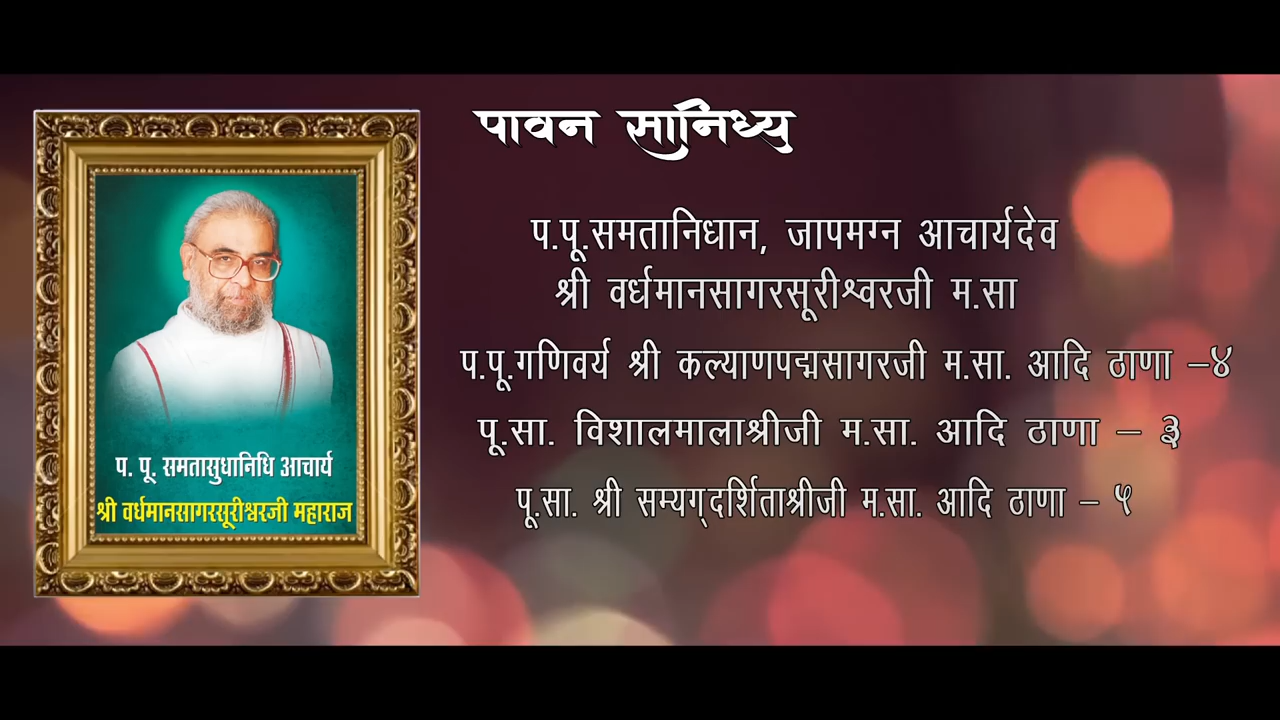 पावन सानिध्य
प.पू.समतानिधान, जापमग्न आचार्यदेव
श्री वर्धमानसागरसूरीश्वरजी म.सा
प.पू.गणिवर्य श्री कल्याणपद्मसागरजी म.सा. आदि ठाणा –४
पू.सा. विशालमालाश्रीजी म.सा. आदि ठाणा – ३
पू.सा. श्री सम्यग्दर्शिताश्रीजी म.सा. आदि ठाणा – ५
प. पू. समतासुधानिधि आचार्य
श्री वर्धमानसागरसूरीश्वरजी महाराज